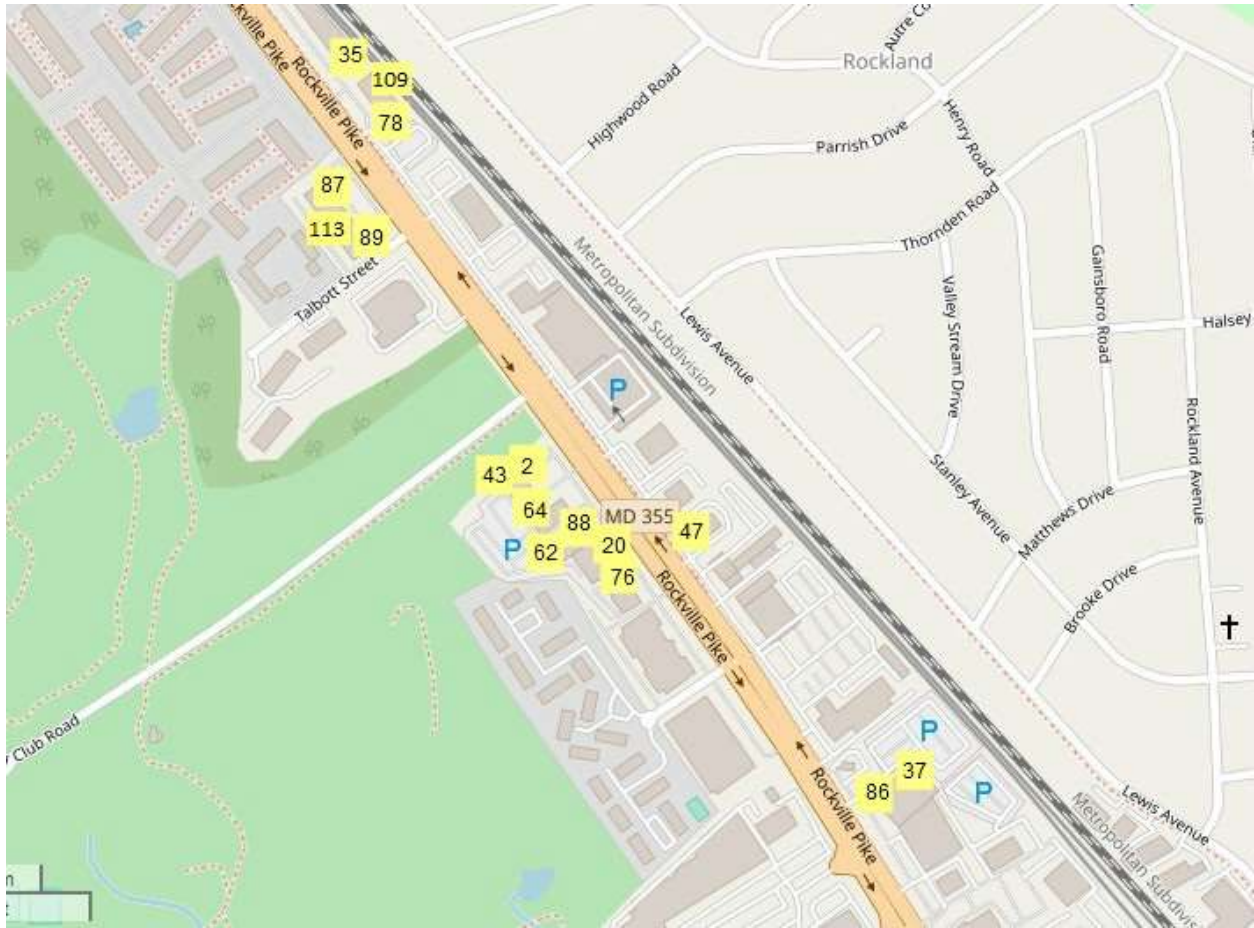 Rockville Pike
Rockville Pike
35
109
78
87
113
89
Talbott Street
Highwood Road
Rockland
Autre Co
Parrish Drive
Henry Road
Thornden Road
Gainsboro Road
Valley Stream Drive
Halsey
Metropolitan Subdivision
Lewis Avenue
P
Stanley Avenue
Matthews Drive
Rockland Avenue
Brooke Drive
43
2
64
88
MD 355
47
P
62
20
76
Rockville Pike
y Club Road
P
37
86
P
Rockville Pike
Lewis Avenue
Metropolitan Subdivis